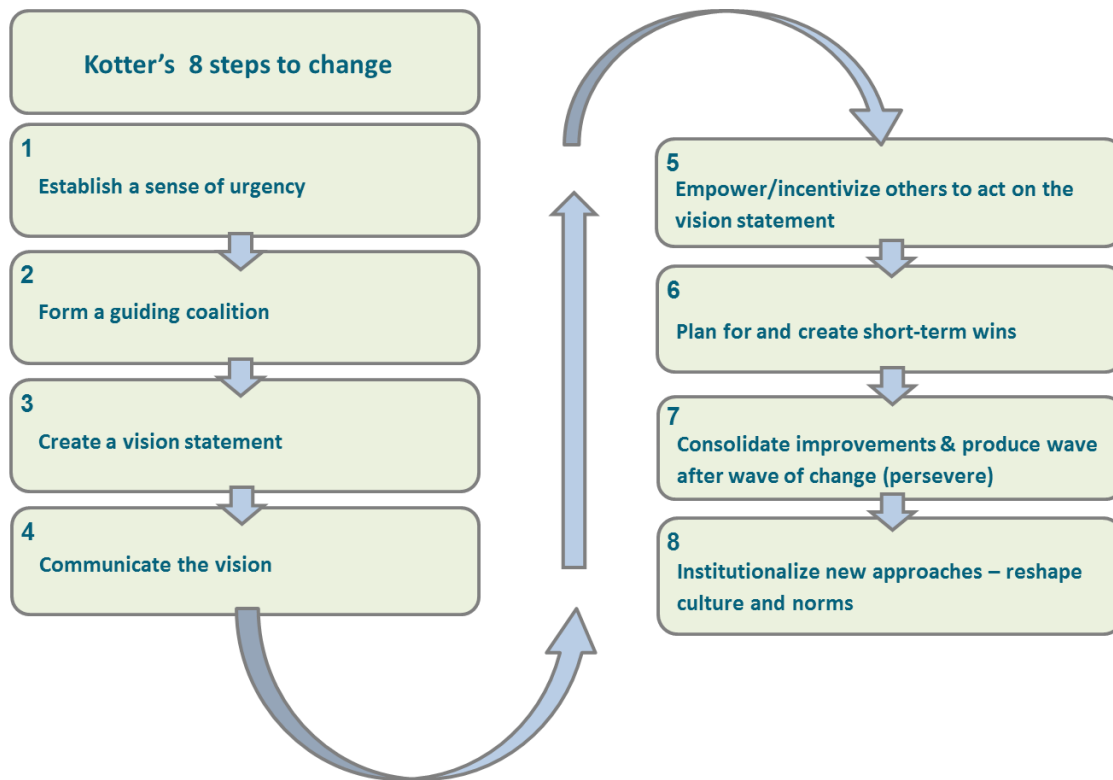 Kotter’s  8 steps to change
1
Establish a sense of urgency
2
Form a guiding coalition
3
Create a vision statement
4
Communicate the vision
5
Empower/incentivize others to act on the
vision statement
6
Plan for and create short-term wins
7
Consolidate improvements & produce wave
after wave of change (persevere)
8
Institutionalize new approaches – reshape
culture and norms